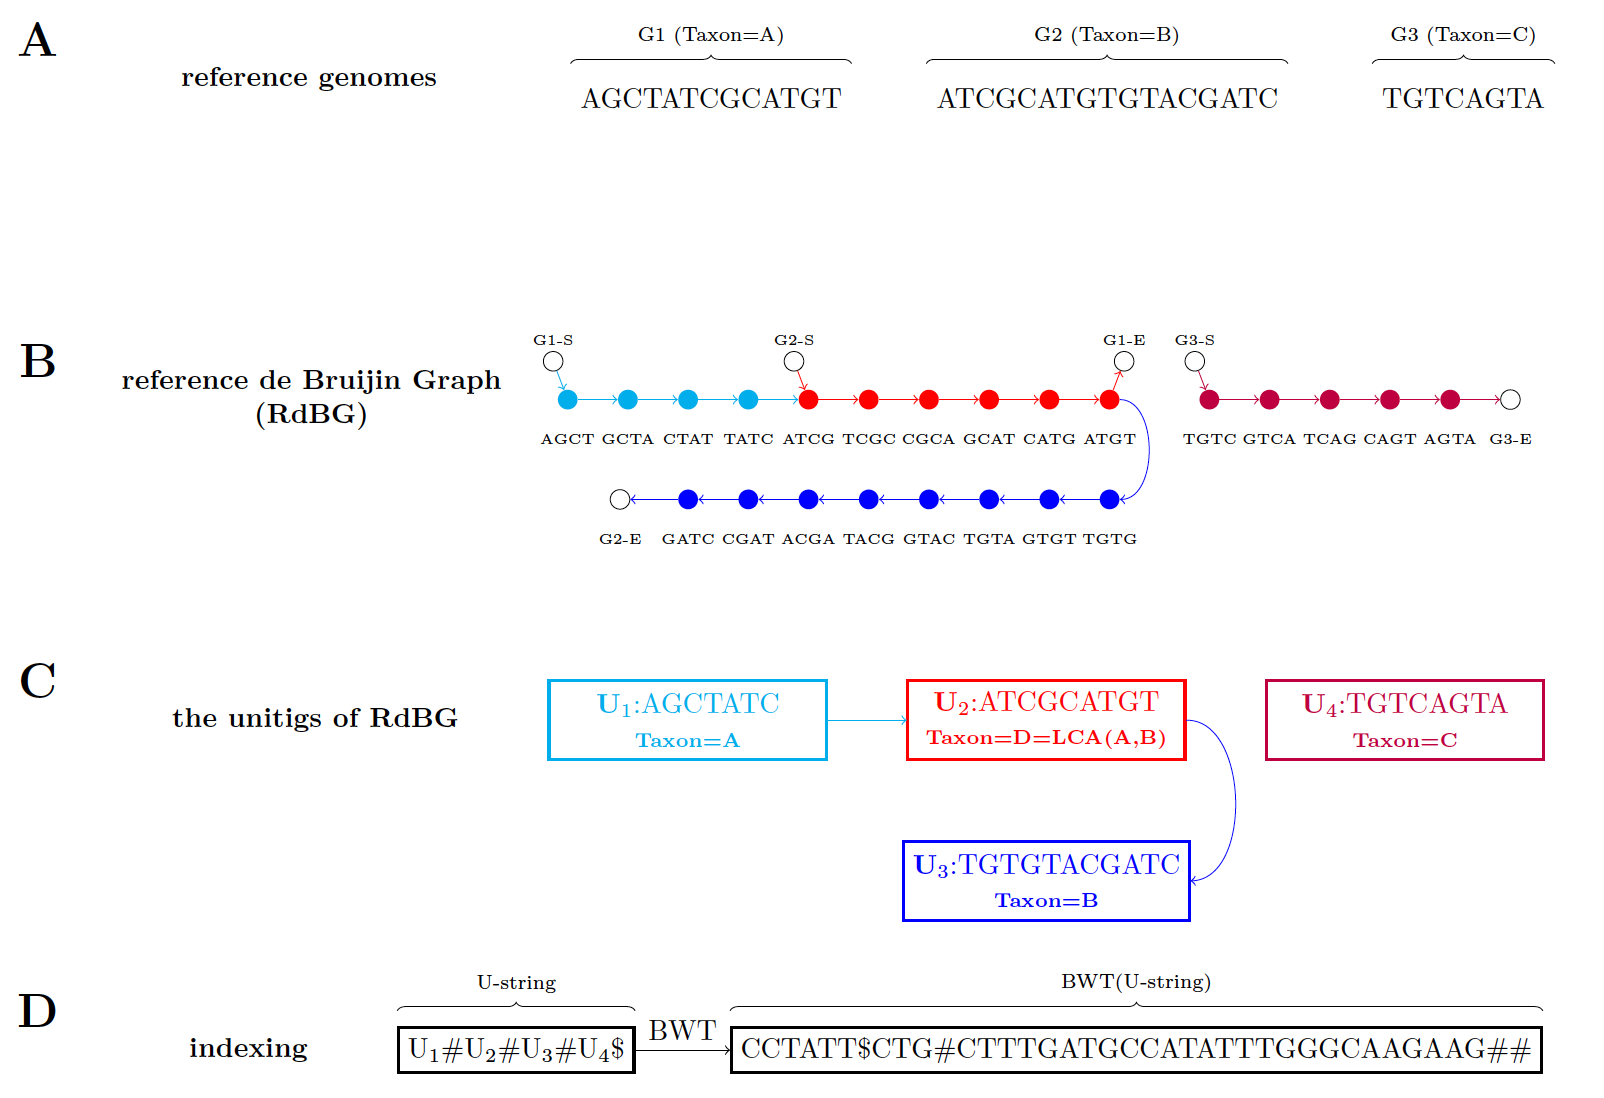 A
G1 (Taxon=A)
G2 (Taxon=B)
G3 (Taxon=C)
reference genomes
AGCTATCGCATGT
ATCGCATGTGTACGATC
TGTCAGTA
B
G1-S
G2-S
G1-E
G3-S
reference de Bruijin Graph
(RdBG)
AGCT GCTA CTAT TATC ATCG TCGC CGCA GCAT CATG ATGT
TGTC GTCA TCAG CAGT AGTA G3-E
G2-E GATC CGAT ACGA TACG GTAC TGTA GTGT TGTG
C
the unitigs of RdBG
U₁:AGCTATC
Taxon=A
U₂:ATCGCATGT
Taxon=D=LCA(A,B)
U₄:TGTCAGTA
Taxon=C
U₃:TGTGTACGATC
Taxon=B
D
U-string
BWT(U-string)
indexing
U₁#U₂#U₃#U₄$
BWT
CCTATT$CTG#CTTTGATGCCATATTTGGGCAAGAAG##